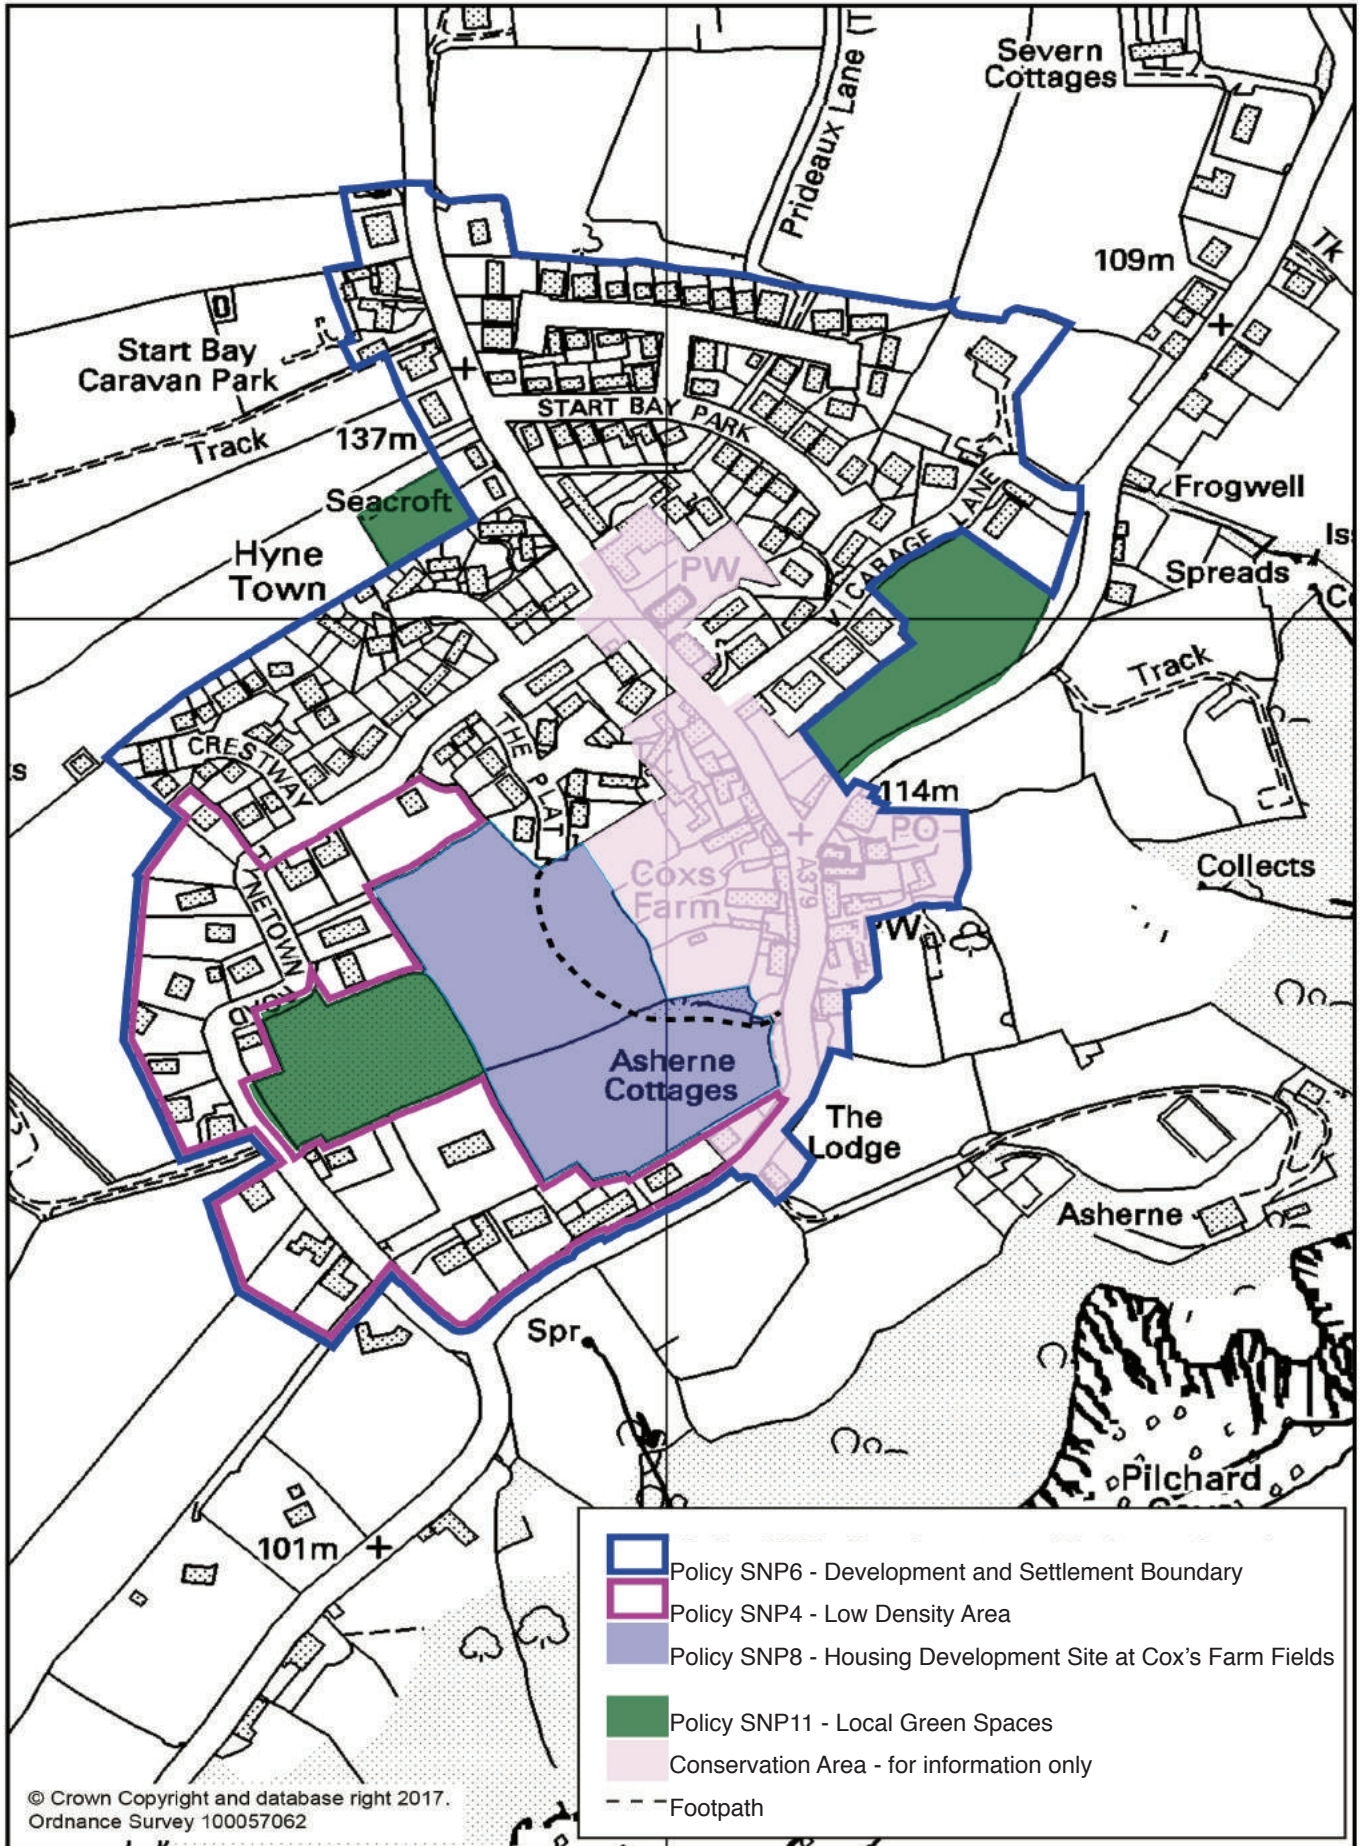 Severn
Cottages
Prideaux Lane (T
109m
Tk
Start Bay
Caravan Park
START BAY PARK
Track
137m
Seacroft
Frogwell
VICARAGE LANE
Hyne
Town
PW
Spreads
Track
THE PLAT
CRESTWAY
s
114m
PO
Coxs
Farm
A379
Collects
NETOWN
Asherne
Cottages
The
Lodge
Asherne
Spr
Pilchard
101m
Policy SNP6 - Development and Settlement Boundary
Policy SNP4 - Low Density Area
Policy SNP8 - Housing Development Site at Cox's Farm Fields
Policy SNP11 - Local Green Spaces
Conservation Area - for information only
Footpath
© Crown Copyright and database right 2017.
Ordnance Survey 100057062